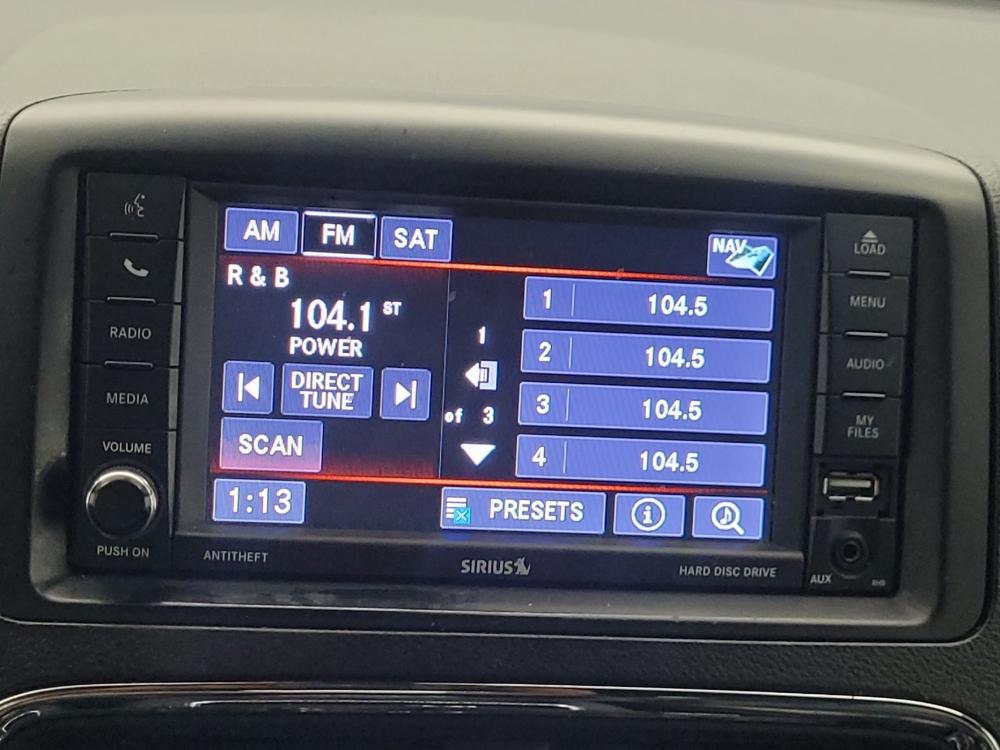 AM FM SAT NAV
R & B
104.1 ST
POWER
DIRECT
TUNE
SCAN
1:13
1
of 3
1 104.5
2 104.5
3 104.5
4 104.5
PRESETS
RADIO
MEDIA
VOLUME
PUSH ON
ANTITHEFT
SIRIUS
HARD DISC DRIVE
LOAD
MENU
AUDIO
MY
FILES
AUX